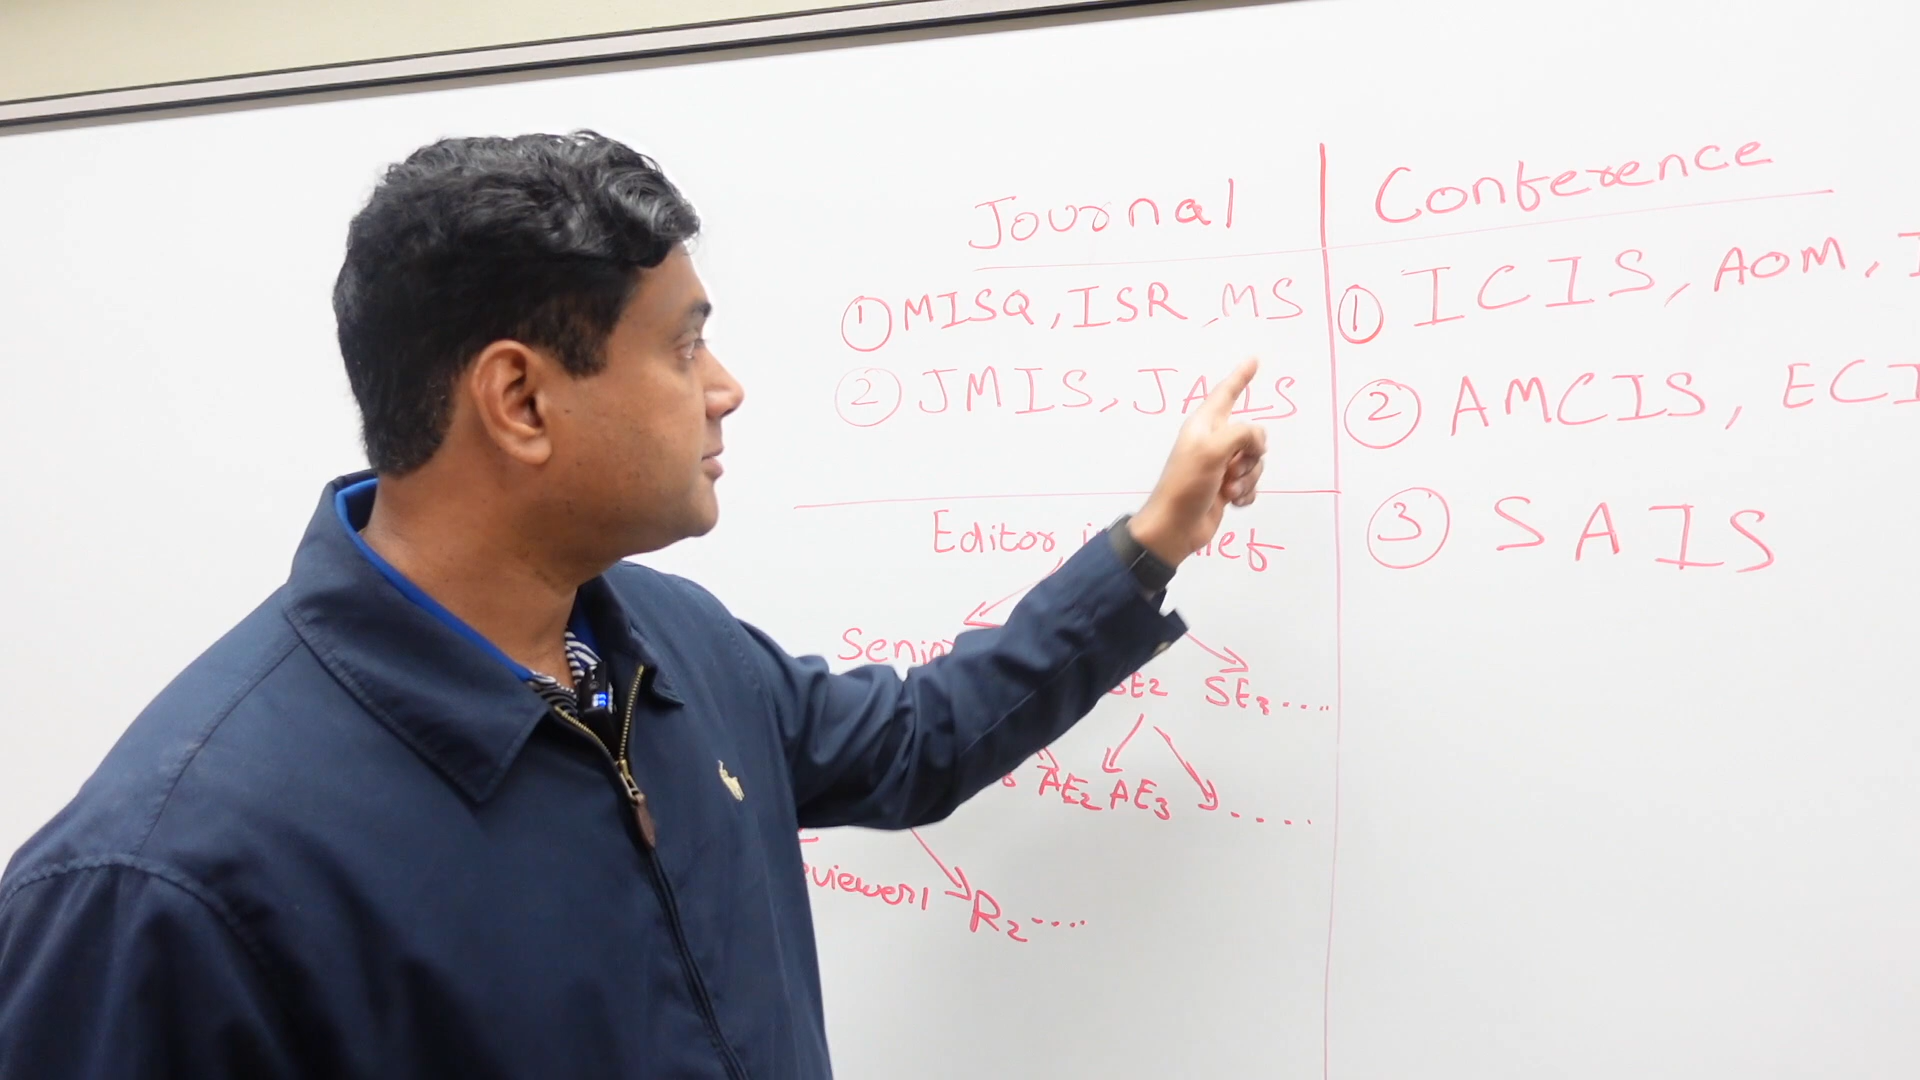 Journal
Conference
① MISQ, ISR, MS
② JMIS, JAIS
① ICIS, AOM,
② AMCIS,
③ SAIS
Editor
SE2 SE3....
AE2 AE3 .....
R2....